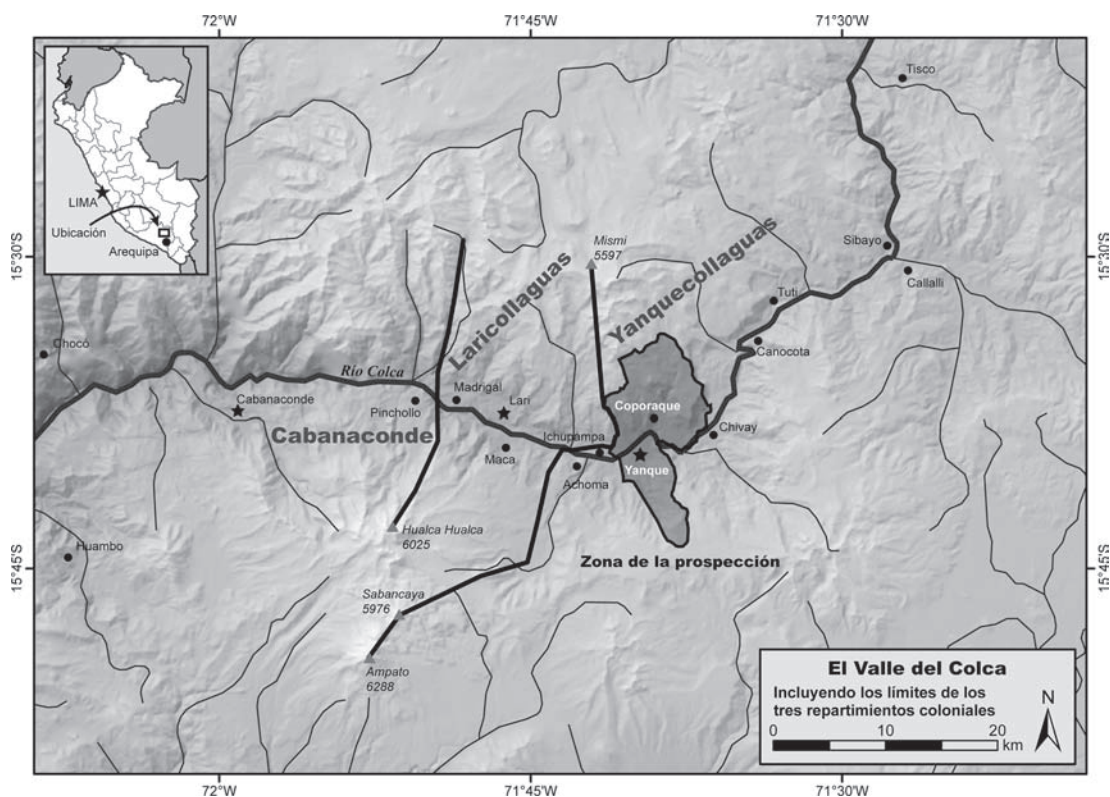 72°W
71°45'W
71°30'W
LIMA
Ubicación
Arequipa
Tisco
Sibayo
Callalli
15°30'S
15°30'S
Mismi
5597
Laricollaguas
Yanquecollaguas
Tuti
Canocota
Choco
Río Colca
Cabanaconde
Pinchollo
Madrigal
Lari
Coporaque
Cabanaconde
Maca
Ichupampa
Achoma
Yanque
Chivay
Hualca Hualca
6025
Huambo
Zona de la prospección
15°45'S
15°45'S
Sabancaya
5976
Ampato
6288
El Valle del Colca
Incluyendo los límites de los
tres repartimientos coloniales
N
0 10 20
km
72°W
71°45'W
71°30'W